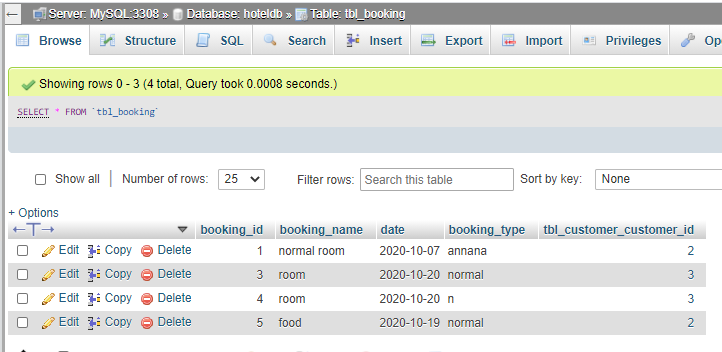 ← Server: MySQL:3308 » Database: hoteldb » Table: tbl_booking
Browse Structure SQL Search Insert Export Import Privileges Op
Showing rows 0 - 3 (4 total, Query took 0.0008 seconds.)
SELECT * FROM `tbl_booking`
Show all | Number of rows: 25 Filter rows: Search this table Sort by key: None
+ Options
←T→ booking_id booking_name date booking_type tbl_customer_customer_id
Edit Copy Delete 1 normal room 2020-10-07 annana 2
Edit Copy Delete 3 room 2020-10-20 normal 3
Edit Copy Delete 4 room 2020-10-20 n 3
Edit Copy Delete 5 food 2020-10-19 normal 2